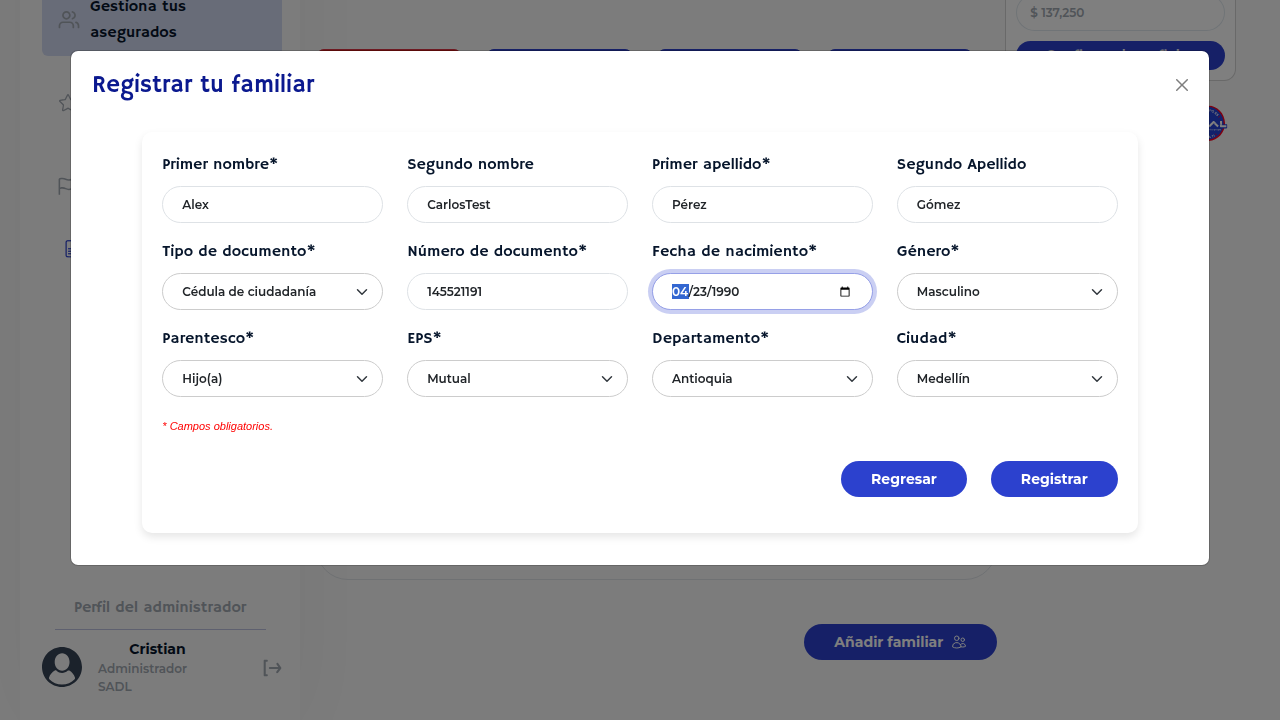 Gestiona tus
asegurados
$ 137,250
Registrar tu familiar
Primer nombre*
Segundo nombre
Primer apellido*
Segundo Apellido
Alex
CarlosTest
Pérez
Gómez
Tipo de documento*
Número de documento*
Fecha de nacimiento*
Género*
Cédula de ciudadanía
145521191
04/23/1990
Masculino
Parentesco*
EPS*
Departamento*
Ciudad*
Hijo(a)
Mutual
Antioquia
Medellín
* Campos obligatorios.
Regresar
Registrar
Perfil del administrador
Cristian
Administrador
SADL
Añadir familiar